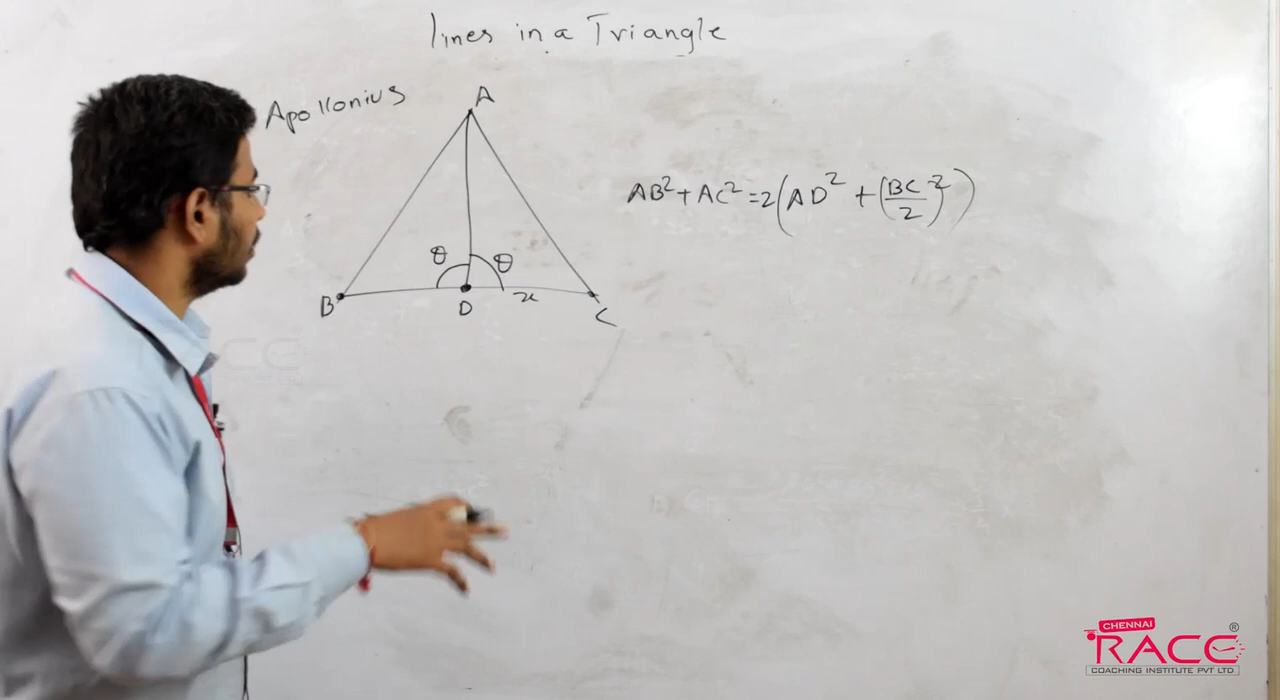 lines in a Triangle
Apollonius
A
AB²+AC²=2(AD²+(BC/2)²)
θ θ
B D x C
CHENNAI
RACE®
COACHING INSTITUTE PVT LTD